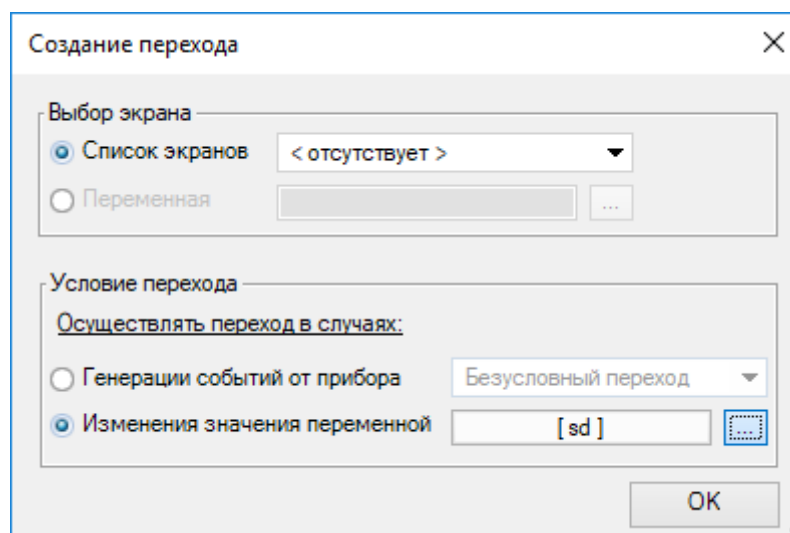 Создание перехода
Выбор экрана
Список экранов < отсутствует >
Переменная ...
Условие перехода
Осуществлять переход в случаях:
Генерации событий от прибора Безусловный переход
Изменения значения переменной [ sd ] ...
OK